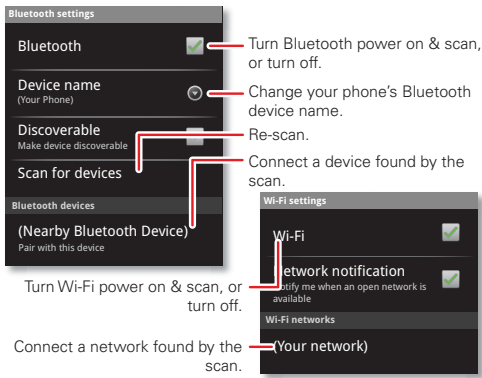 Bluetooth settings
Bluetooth
Device name
(Your Phone)
Discoverable
Make device discoverable
Scan for devices
Bluetooth devices
(Nearby Bluetooth Device)
Pair with this device
Turn Bluetooth power on & scan,
or turn off.
Change your phone's Bluetooth
device name.
Re-scan.
Connect a device found by the
scan.
Wi-Fi settings
Wi-Fi
Network notification
Notify me when an open network is
available
Wi-Fi networks
(Your network)
Turn Wi-Fi power on & scan, or
turn off.
Connect a network found by the
scan.